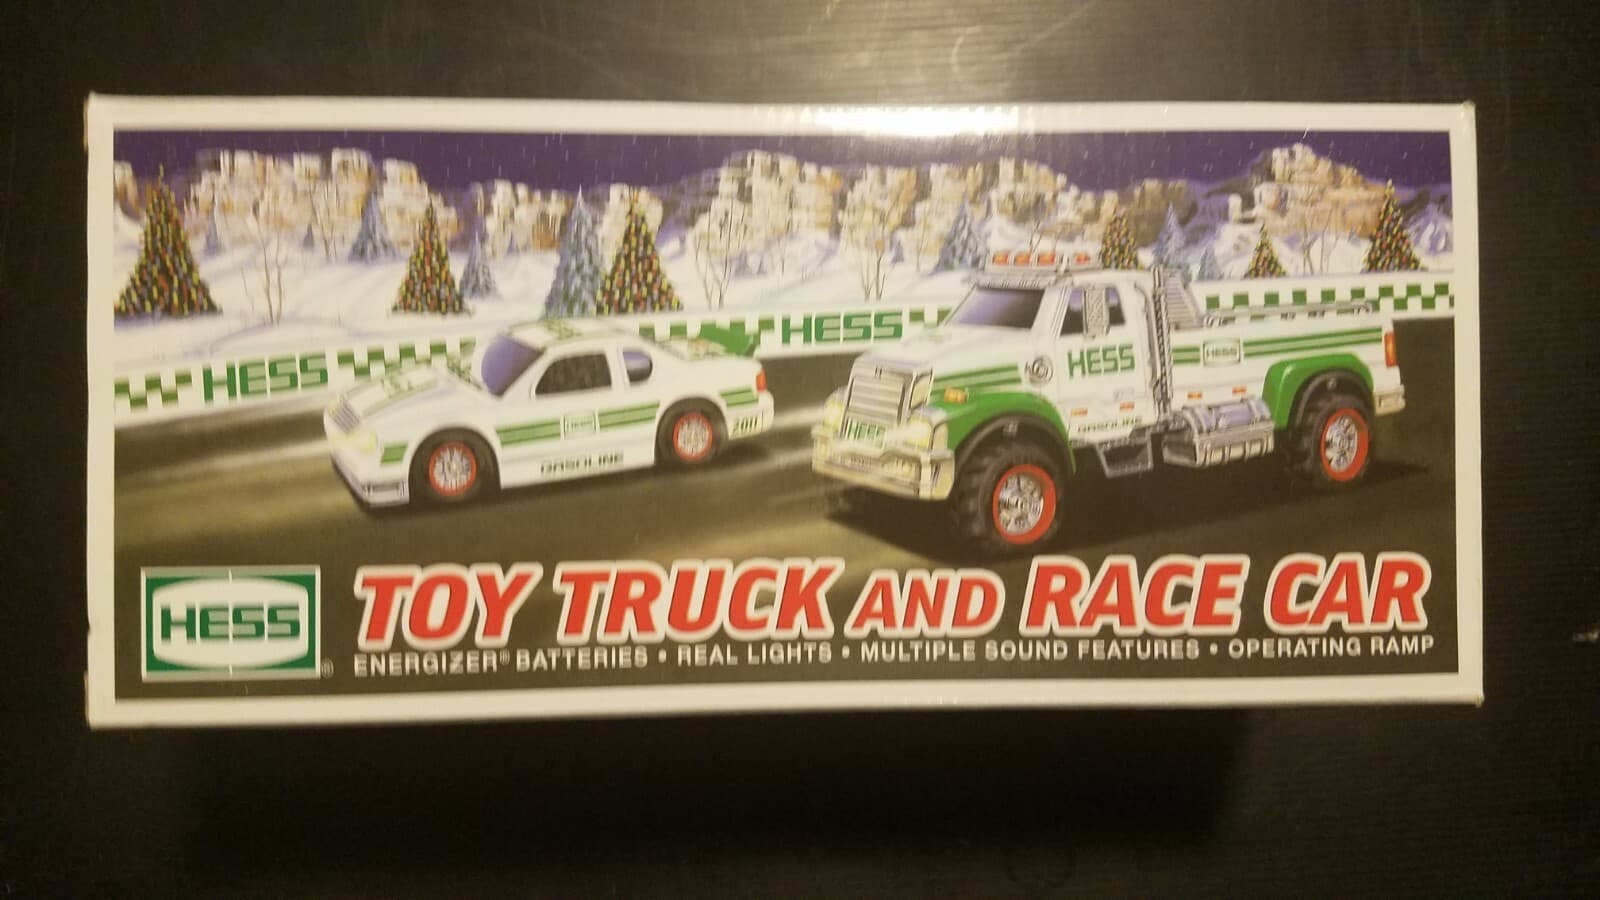 HESS
HESS
HESS
GASOLINE
2011
HESS
HESS
HESS
GASOLINE
HESS®
TOY TRUCK AND RACE CAR
ENERGIZER® BATTERIES • REAL LIGHTS • MULTIPLE SOUND FEATURES • OPERATING RAMP